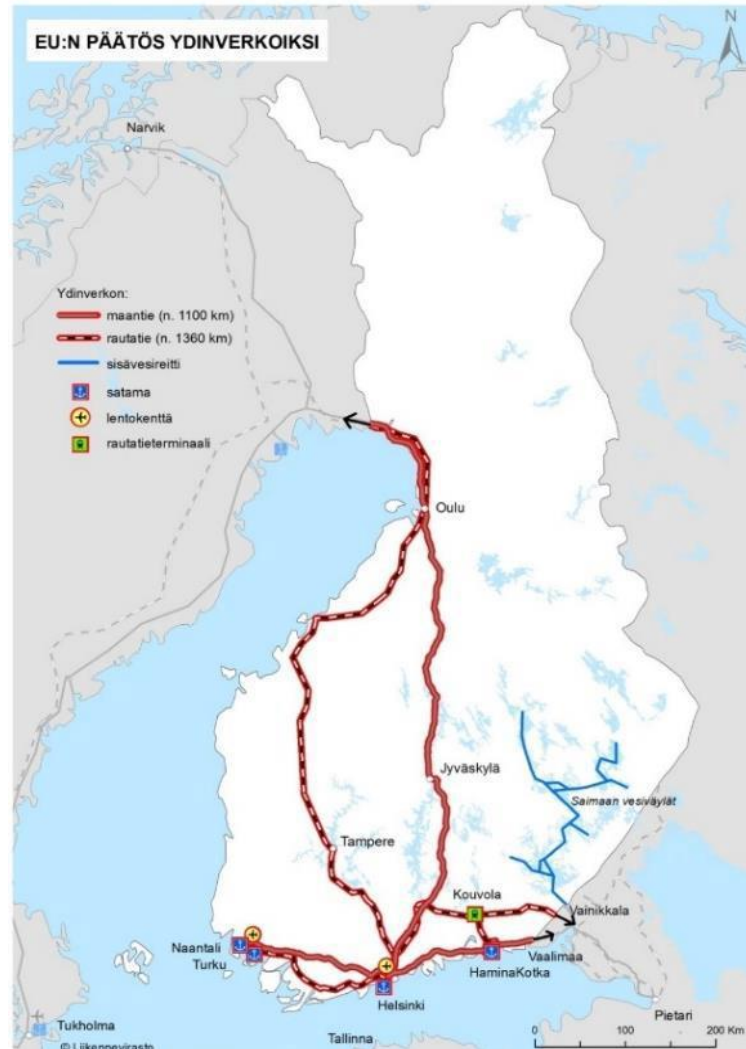 EU:N PÄÄTÖS YDINVERKOIKSI
N
Narvik
Ydinverkon:
maantie (n. 1100 km)
rautatie (n. 1360 km)
sisävesireitti
satama
lentokenttä
rautatieterminaali
Oulu
Jyväskylä
Saimaan vesiväylät
Tampere
Kouvola
Vainikkala
Naantali
Turku
Vaalimaa
HaminaKotka
Helsinki
Pietari
Tukholma
Tallinna
0 100 200 Km
© Liikennevirasto